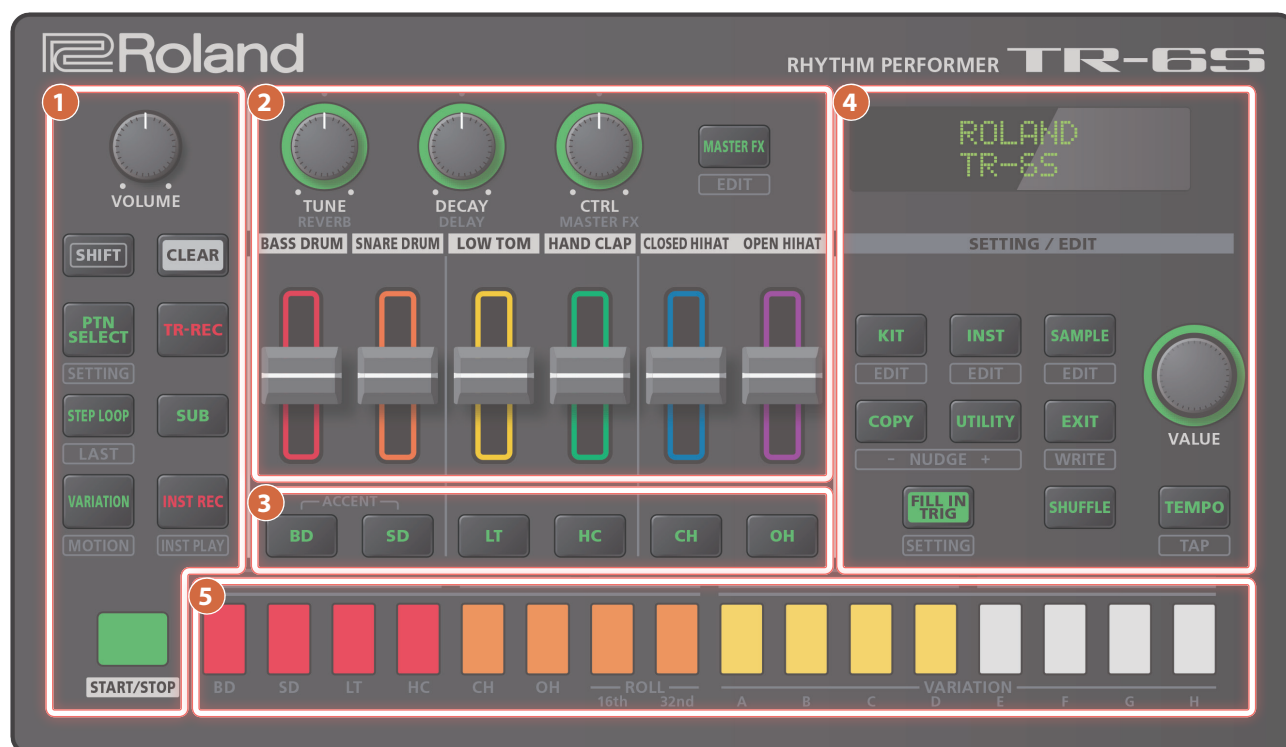 Roland
RHYTHM PERFORMER TR-6S
1
2
4
VOLUME
TUNE
REVERB
DECAY
DELAY
CTRL
MASTER FX
MASTER FX
EDIT
ROLAND
TR-6S
SHIFT
CLEAR
BASS DRUM
SNARE DRUM
LOW TOM
HAND CLAP
CLOSED HIHAT
OPEN HIHAT
SETTING / EDIT
PTN
SELECT
SETTING
TR-REC
KIT
EDIT
INST
EDIT
SAMPLE
EDIT
STEP LOOP
LAST
SUB
COPY
UTILITY
- NUDGE +
EXIT
WRITE
VALUE
VARIATION
MOTION
INST REC
INST PLAY
3
ACCENT
BD
SD
LT
HC
CH
OH
FILL IN
TRIG
SETTING
SHUFFLE
TEMPO
TAP
5
START/STOP
BD
SD
LT
HC
CH
OH
ROLL
16th
32nd
VARIATION
A
B
C
D
E
F
G
H